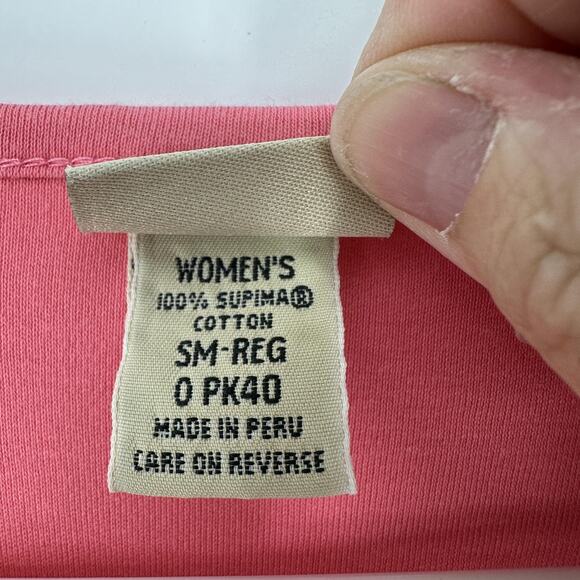 WOMEN'S
100% SUPIMA®
COTTON
SM-REG
0 PK40
MADE IN PERU
CARE ON REVERSE